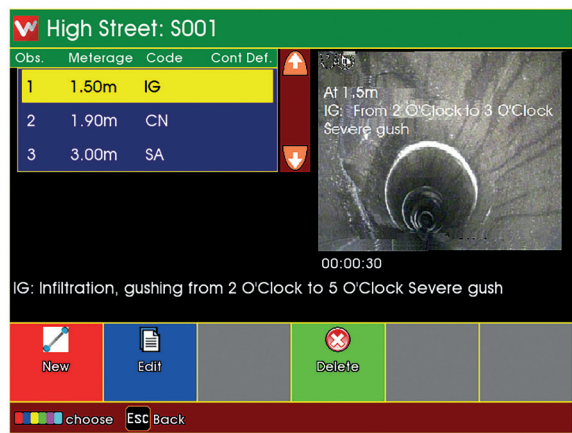 High Street: S001
Obs. Meterage Code Cont Def.
1 1.50m IG
2 1.90m CN
3 3.00m SA
At 1.5m
IG: From 2 O'Clock to 3 O'Clock
Severe gush
00:00:30
IG: Infiltration, gushing from 2 O'Clock to 5 O'Clock Severe gush
New
Edit
Delete
choose Esc Back